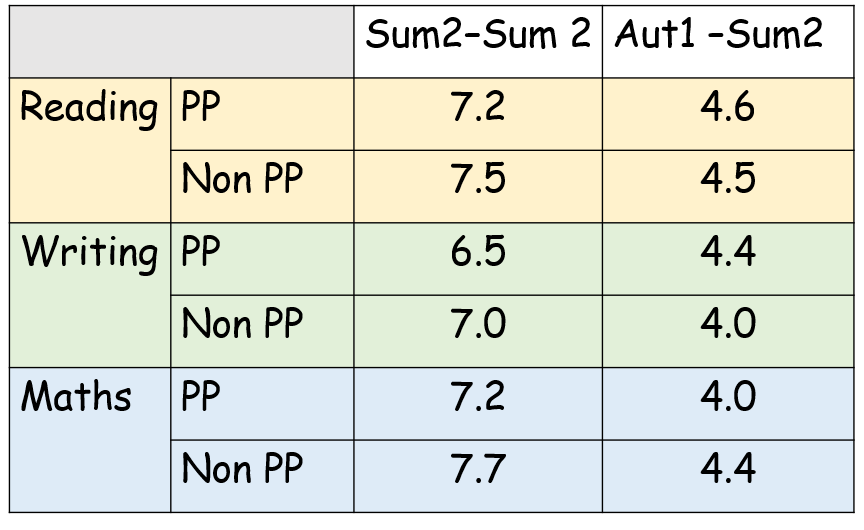 Sum2–Sum 2 Aut1 –Sum2
Reading PP 7.2 4.6
Non PP 7.5 4.5
Writing PP 6.5 4.4
Non PP 7.0 4.0
Maths PP 7.2 4.0
Non PP 7.7 4.4